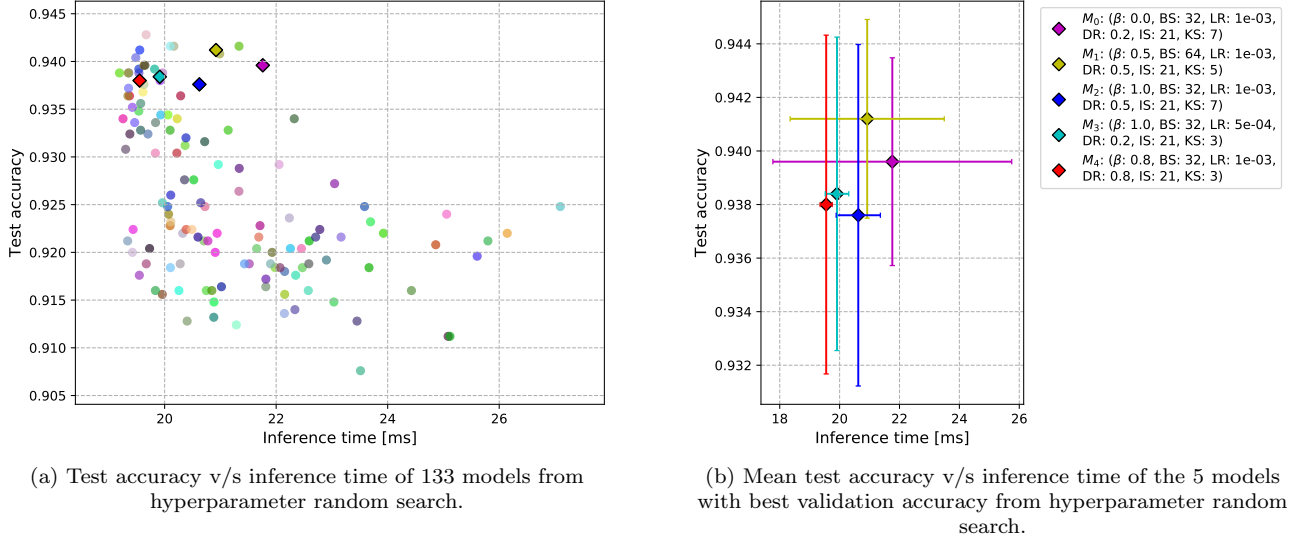 0.945
0.940
0.935
0.930
0.925
0.920
0.915
0.910
0.905
Test accuracy
20
22
24
26
Inference time [ms]
0.944
0.942
0.940
0.938
0.936
0.934
0.932
Test accuracy
18
20
22
24
26
Inference time [ms]
M₀: (β: 0.0, BS: 32, LR: 1e-03,
DR: 0.2, IS: 21, KS: 7)
M₁: (β: 0.5, BS: 64, LR: 1e-03,
DR: 0.5, IS: 21, KS: 5)
M₂: (β: 1.0, BS: 32, LR: 1e-03,
DR: 0.5, IS: 21, KS: 7)
M₃: (β: 1.0, BS: 32, LR: 5e-04,
DR: 0.2, IS: 21, KS: 3)
M₄: (β: 0.8, BS: 32, LR: 1e-03,
DR: 0.8, IS: 21, KS: 3)
(a) Test accuracy v/s inference time of 133 models from
hyperparameter random search.
(b) Mean test accuracy v/s inference time of the 5 models
with best validation accuracy from hyperparameter random
search.